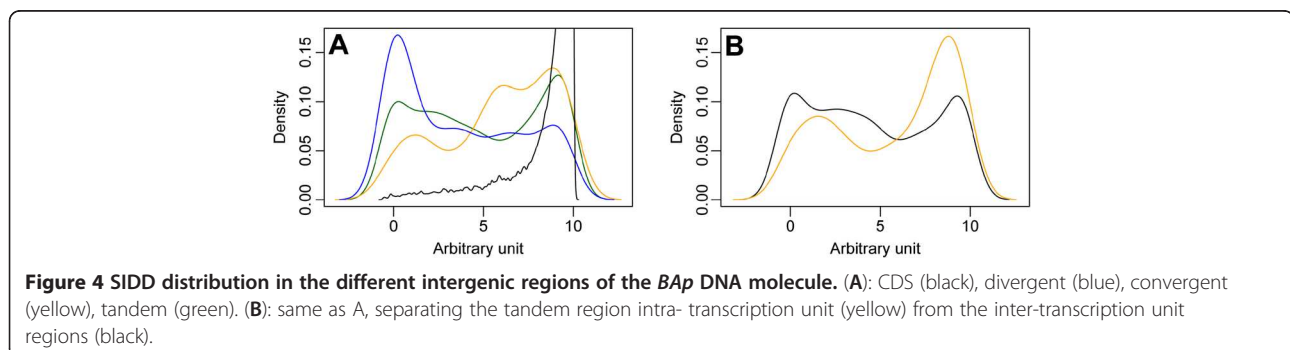 A
B
Density
0.00 0.05 0.10 0.15
0 5 10
Arbitrary unit
Density
0.00 0.05 0.10 0.15
0 5 10
Arbitrary unit
Figure 4 SIDD distribution in the different intergenic regions of the BAp DNA molecule. (A): CDS (black), divergent (blue), convergent
(yellow), tandem (green). (B): same as A, separating the tandem region intra- transcription unit (yellow) from the inter-transcription unit
regions (black).